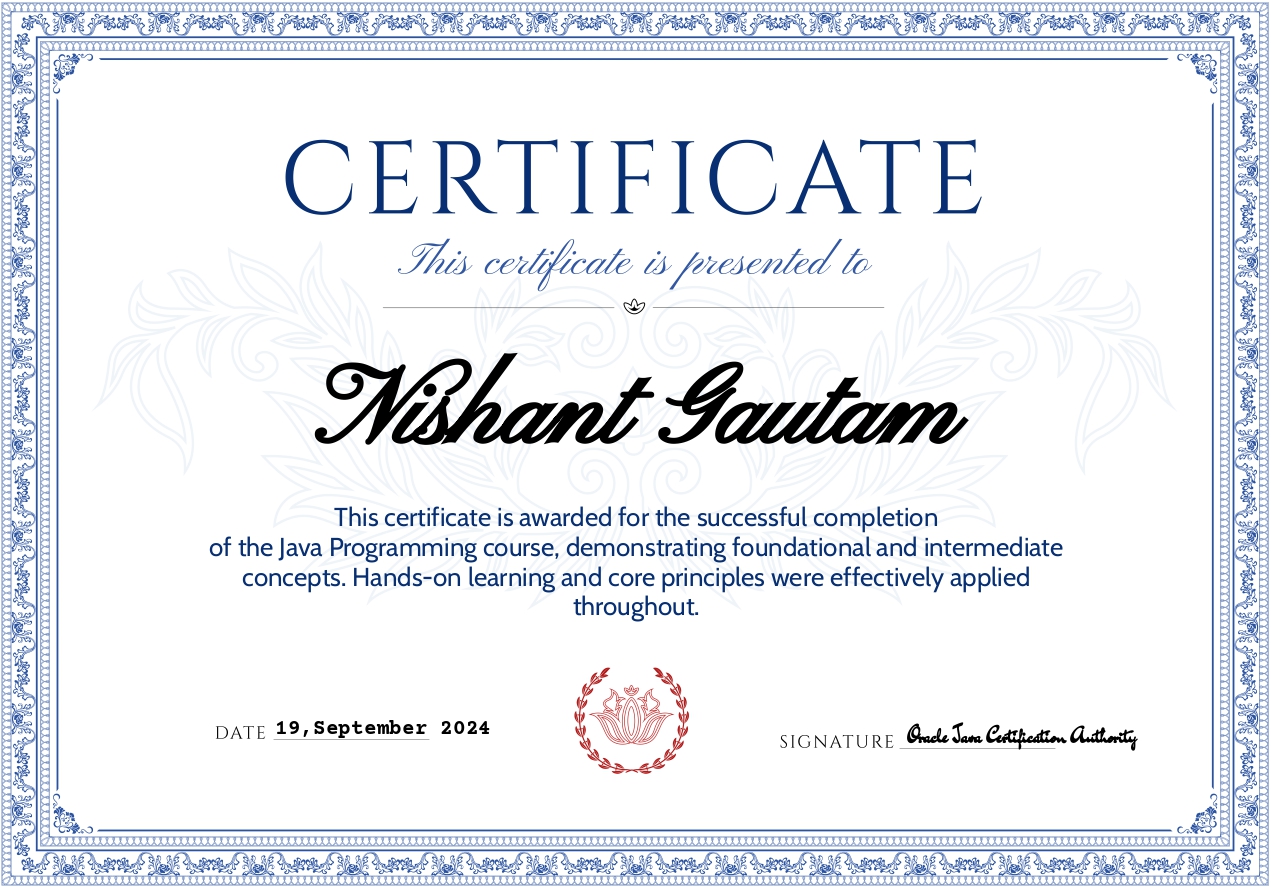 CERTIFICATE
This certificate is presented to
Nishant Gautam
This certificate is awarded for the successful completion
of the Java Programming course, demonstrating foundational and intermediate
concepts. Hands-on learning and core principles were effectively applied
throughout.
DATE 19,September 2024
SIGNATURE Oracle Java Certification Authority